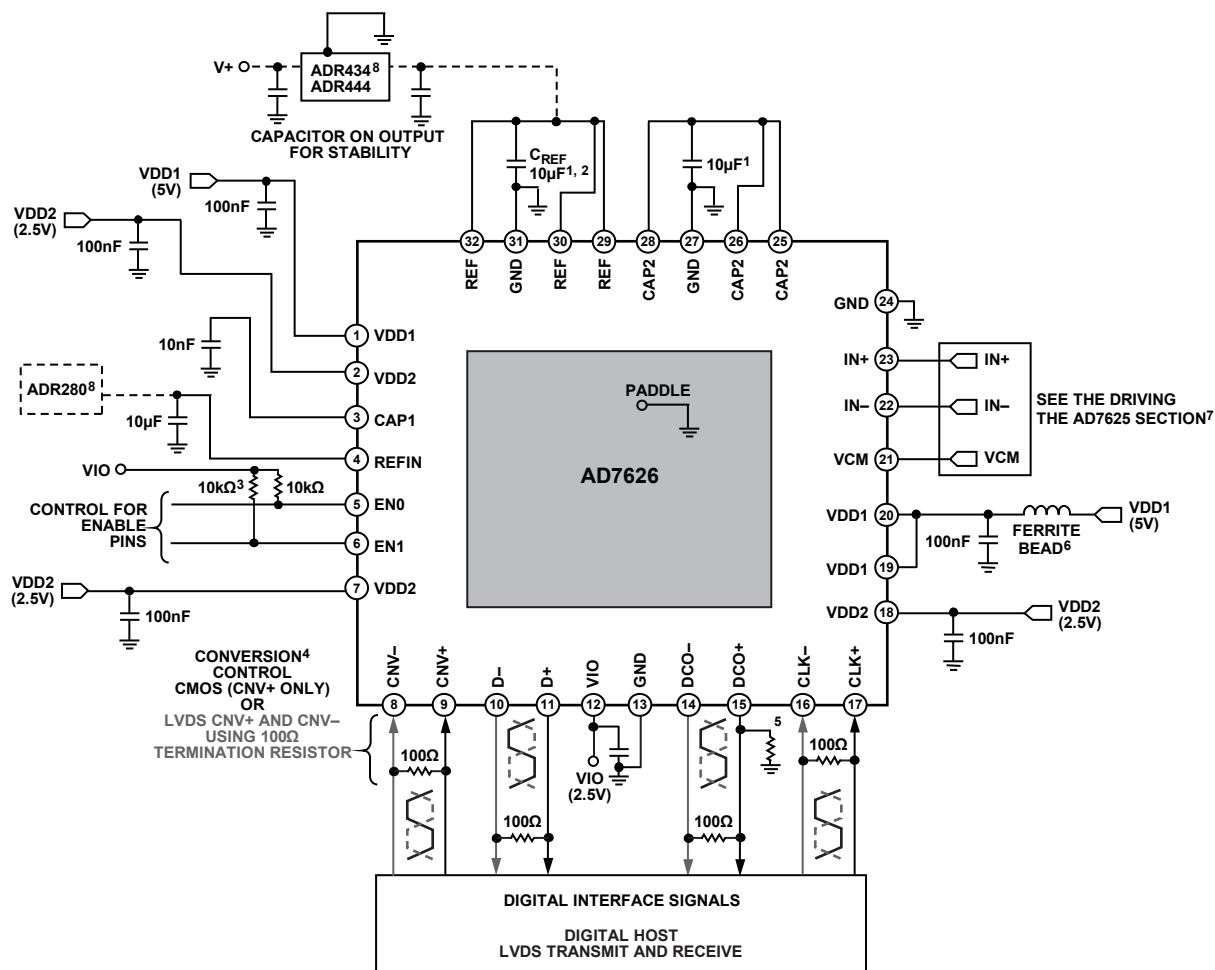 V+
ADR434⁸
ADR444
CAPACITOR ON OUTPUT
FOR STABILITY
VDD1
(5V)
100nF
VDD2
(2.5V)
100nF
C_REF
10µF¹, ²
10µF¹
32
31
30
29
28
27
26
25
REF
GND
REF
REF
CAP2
GND
CAP2
CAP2
10nF
ADR280⁸
10µF
VIO
10kΩ³
10kΩ
CONTROL FOR
ENABLE
PINS
VDD2
(2.5V)
100nF
1 VDD1
2 VDD2
3 CAP1
4 REFIN
5 EN0
6 EN1
7 VDD2
PADDLE
AD7626
GND 24
IN+ 23
IN– 22
VCM 21
VDD1 20
VDD1 19
VDD2 18
IN+
IN–
VCM
SEE THE DRIVING
THE AD7625 SECTION⁷
VDD1
(5V)
FERRITE
BEAD⁶
100nF
VDD2
(2.5V)
100nF
CONVERSION⁴
CONTROL
CMOS (CNV+ ONLY)
OR
LVDS CNV+ AND CNV–
USING 100Ω
TERMINATION RESISTOR
CNV–
CNV+
D–
D+
VIO
GND
DCO–
DCO+
CLK–
CLK+
8
9
10
11
12
13
14
15
16
17
5
100Ω
100Ω
VIO
(2.5V)
100Ω
100Ω
DIGITAL INTERFACE SIGNALS
DIGITAL HOST
LVDS TRANSMIT AND RECEIVE